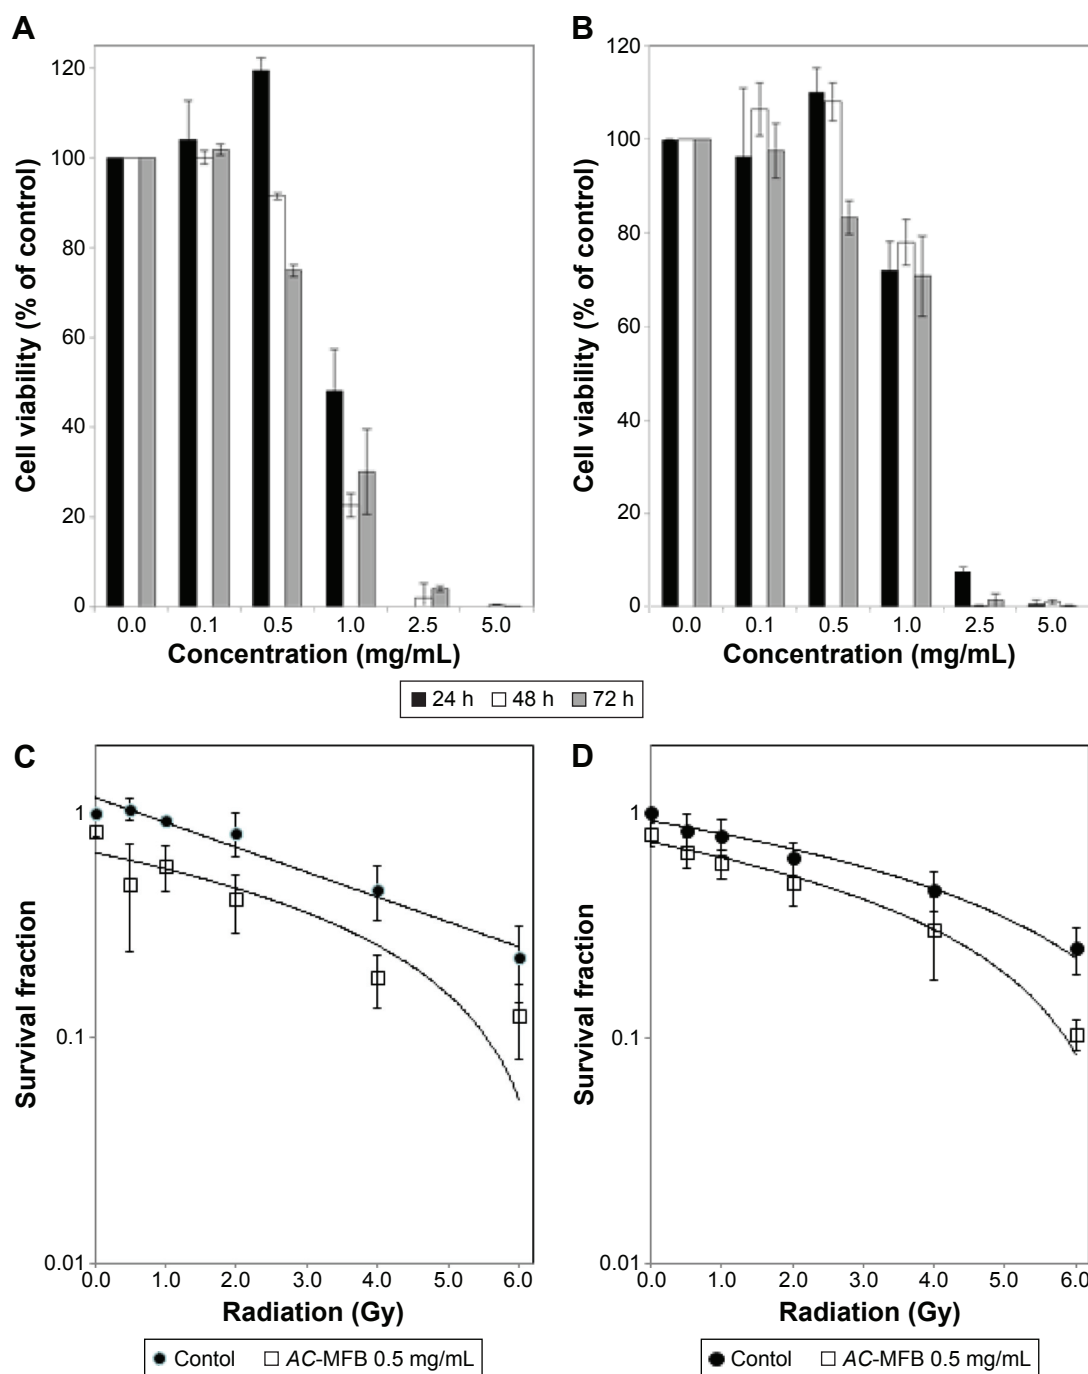 A
B
Cell viability (% of control)
120
100
80
60
40
20
0
0.0 0.1 0.5 1.0 2.5 5.0
Concentration (mg/mL)
Cell viability (% of control)
120
100
80
60
40
20
0
0.0 0.1 0.5 1.0 2.5 5.0
Concentration (mg/mL)
24 h 48 h 72 h
C
Survival fraction
1
0.1
0.01
0.0 1.0 2.0 3.0 4.0 5.0 6.0
Radiation (Gy)
Contol AC-MFB 0.5 mg/mL
D
Survival fraction
1
0.1
0.01
0.0 1.0 2.0 3.0 4.0 5.0 6.0
Radiation (Gy)
Contol AC-MFB 0.5 mg/mL